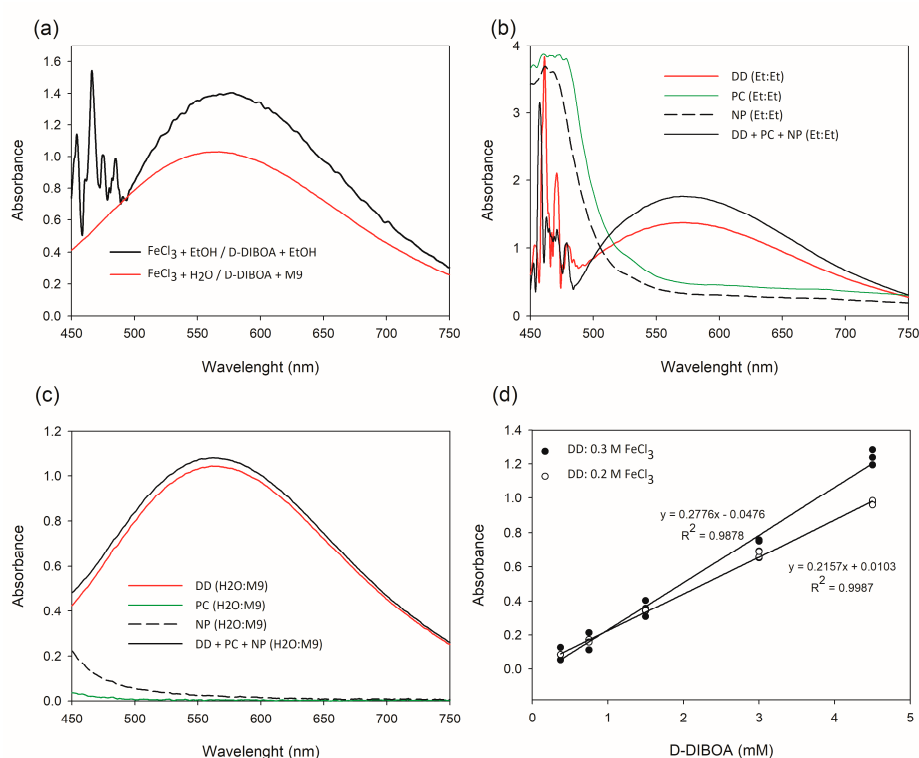 (a)
1.6
1.4
1.2
1.0
0.8
0.6
0.4
0.2
0.0
Absorbance
FeCl3 + EtOH / D-DIBOA + EtOH
FeCl3 + H2O / D-DIBOA + M9
450 500 550 600 650 700 750
Wavelenght (nm)
(b)
4
3
2
1
0
Absorbance
DD (Et:Et)
PC (Et:Et)
NP (Et:Et)
DD + PC + NP (Et:Et)
450 500 550 600 650 700 750
Wavelenght (nm)
(c)
1.2
1.0
0.8
0.6
0.4
0.2
0.0
Absorbance
DD (H2O:M9)
PC (H2O:M9)
NP (H2O:M9)
DD + PC + NP (H2O:M9)
450 500 550 600 650 700 750
Wavelenght (nm)
(d)
1.4
1.2
1.0
0.8
0.6
0.4
0.2
0.0
Absorbance
DD: 0.3 M FeCl3
DD: 0.2 M FeCl3
y = 0.2776x - 0.0476
R2 = 0.9878
y = 0.2157x + 0.0103
R2 = 0.9987
0 1 2 3 4 5
D-DIBOA (mM)